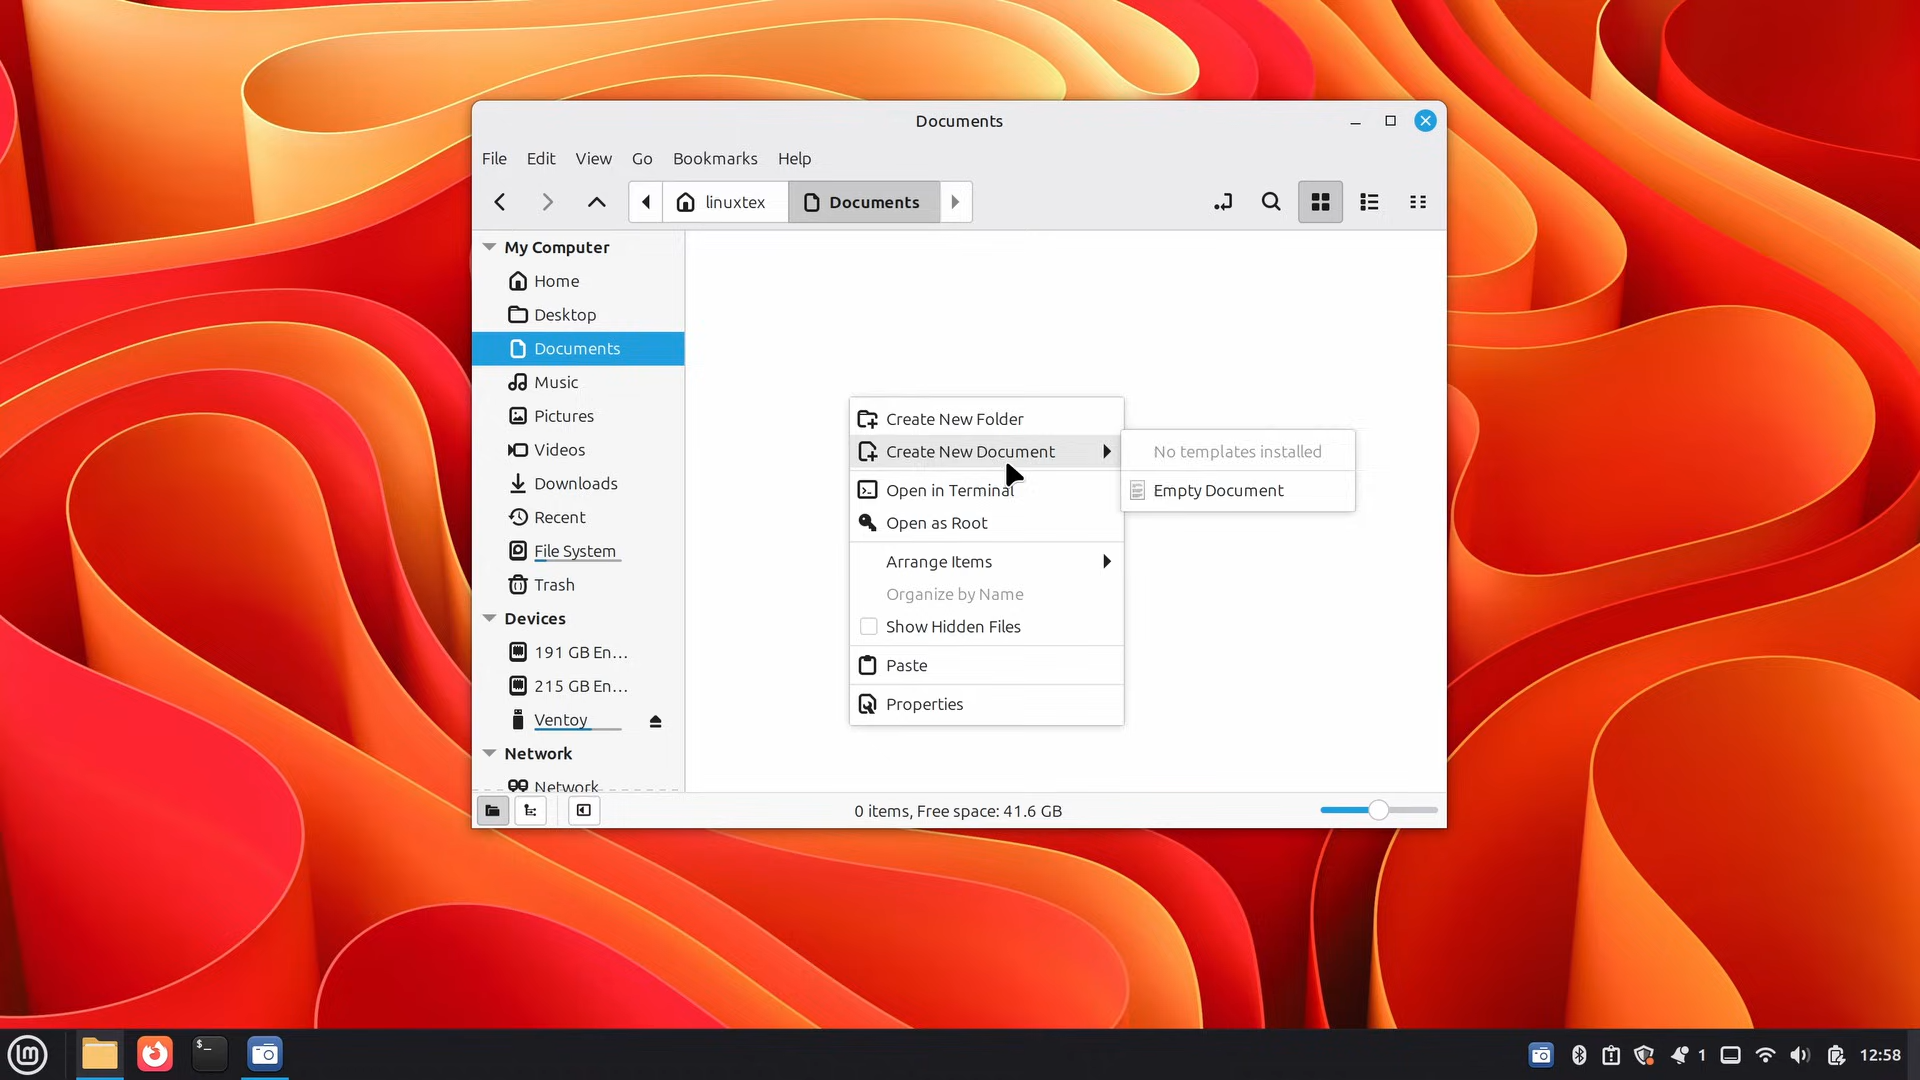 Documents
File Edit View Go Bookmarks Help
linuxtex Documents
My Computer
Home
Desktop
Documents
Music
Pictures
Videos
Downloads
Recent
File System
Trash
Devices
191 GB En...
215 GB En...
Ventoy
Network
Network
Create New Folder
Create New Document
Open in Terminal
Open as Root
Arrange Items
Organize by Name
Show Hidden Files
Paste
Properties
No templates installed
Empty Document
0 items, Free space: 41.6 GB
lm
$_
1
12:58